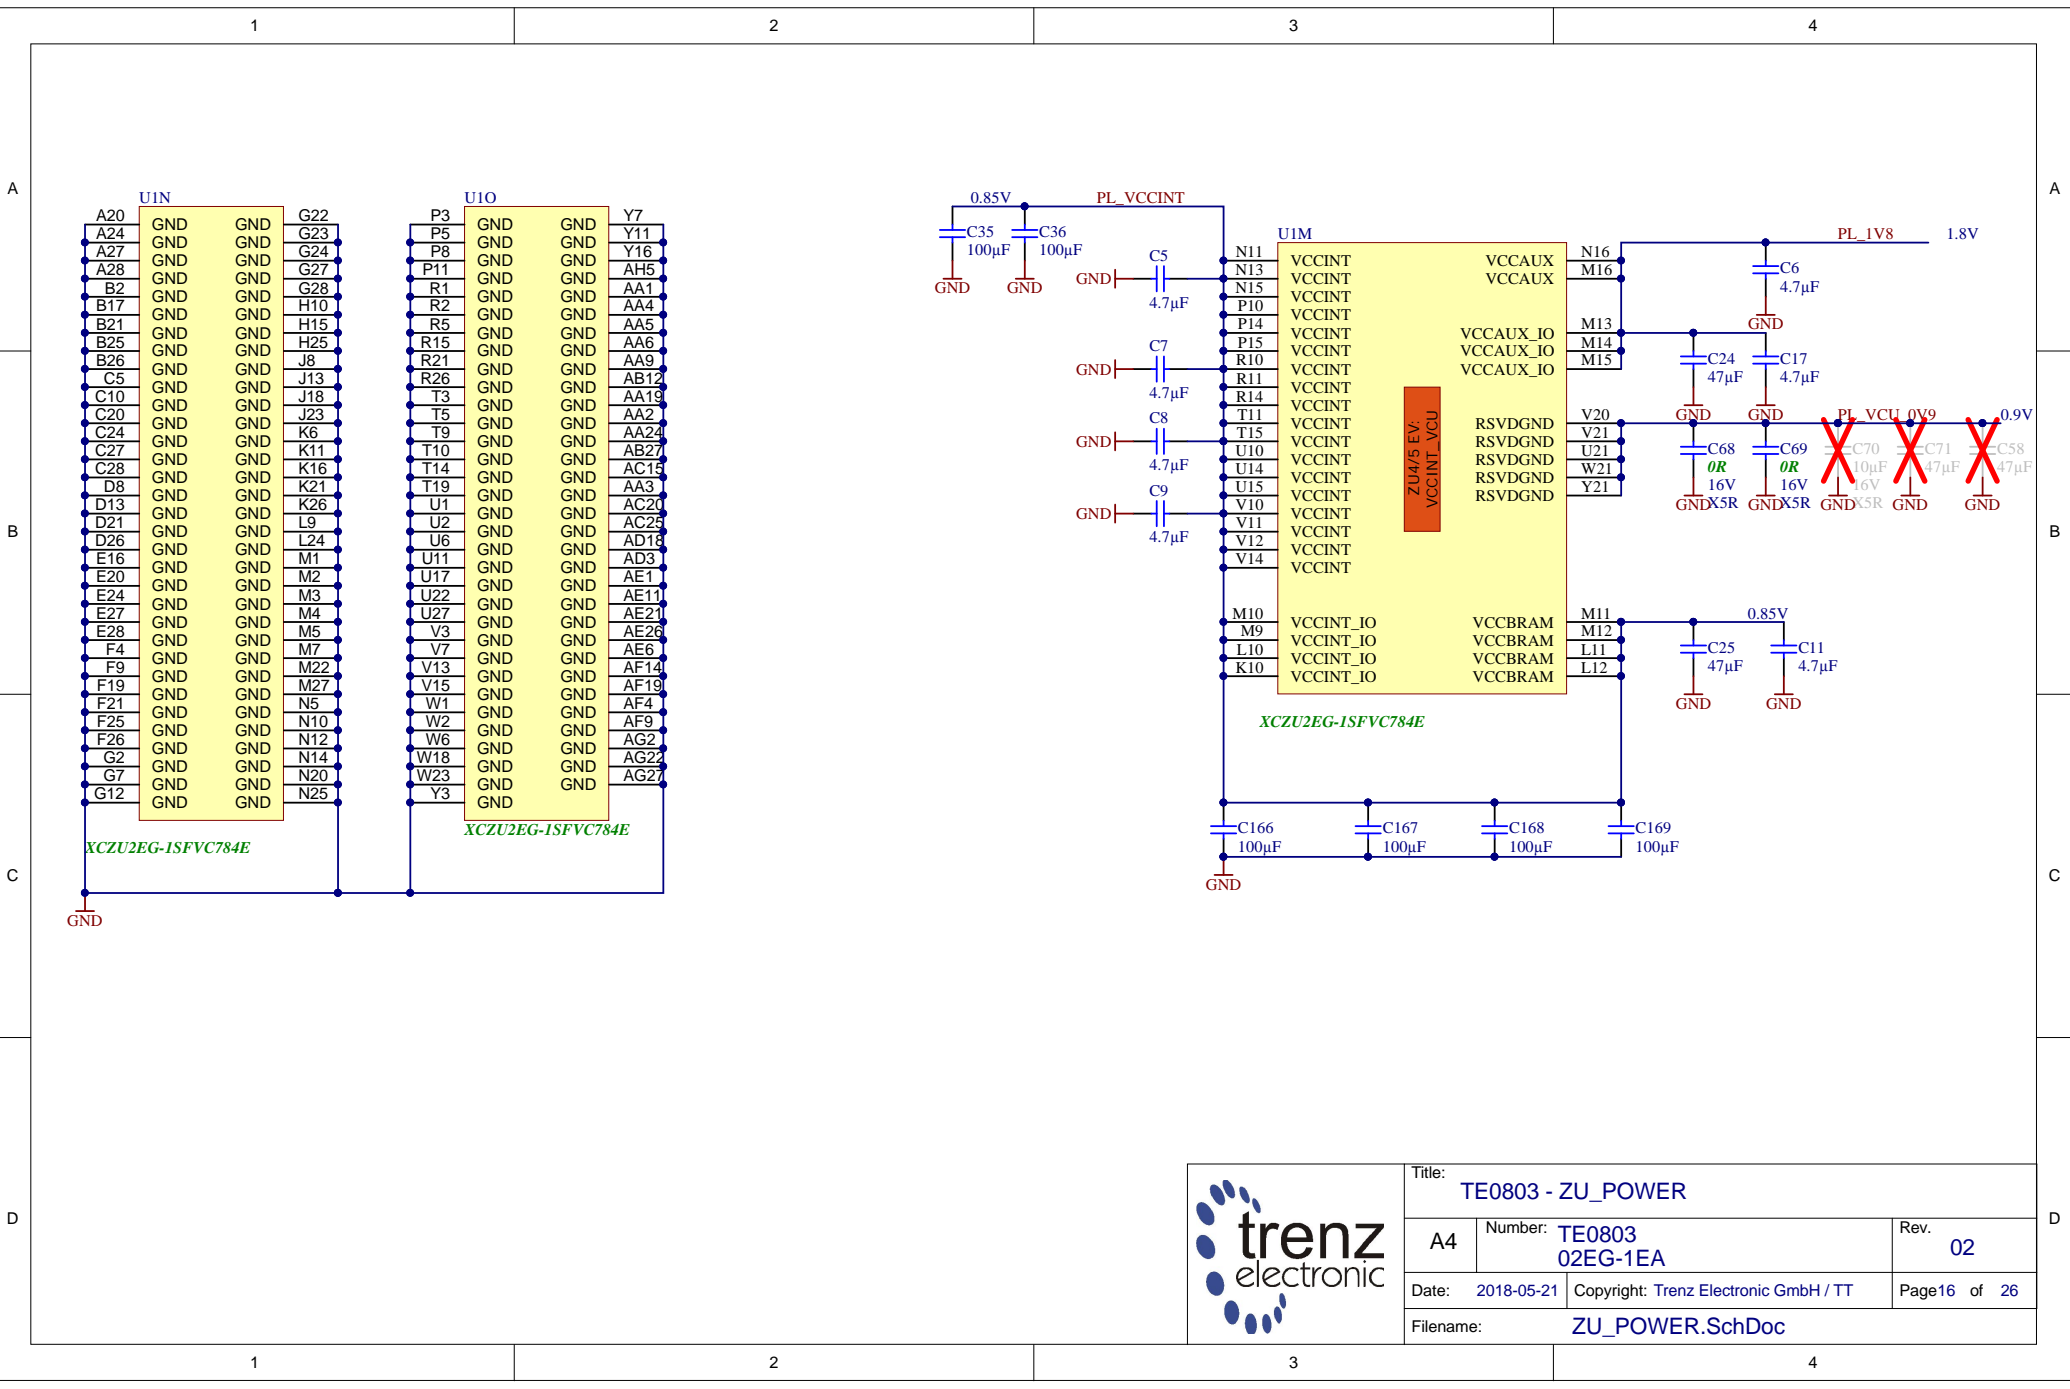 1 2 3 4
A A
B B
C C
D D
U1N
A20 GND GND G22
A24 GND GND G23
A27 GND GND G24
A28 GND GND G27
B2 GND GND G28
B17 GND GND H10
B21 GND GND H15
B25 GND GND H25
B26 GND GND J8
C5 GND GND J13
C10 GND GND J18
C20 GND GND J23
C24 GND GND K6
C27 GND GND K11
C28 GND GND K16
D8 GND GND K21
D13 GND GND K26
D21 GND GND L9
D26 GND GND L24
E16 GND GND M1
E20 GND GND M2
E24 GND GND M3
E27 GND GND M4
E28 GND GND M5
F4 GND GND M7
F9 GND GND M22
F19 GND GND M27
F21 GND GND N5
F25 GND GND N10
F26 GND GND N12
G2 GND GND N14
G7 GND GND N20
G12 GND GND N25
XCZU2EG-1SFVC784E
GND
U1O
P3 GND GND Y7
P5 GND GND Y11
P8 GND GND Y16
P11 GND GND AH5
R1 GND GND AA1
R2 GND GND AA4
R5 GND GND AA5
R15 GND GND AA6
R21 GND GND AA9
R26 GND GND AB12
T3 GND GND AA19
T5 GND GND AA2
T9 GND GND AA24
T10 GND GND AB27
T14 GND GND AC15
T19 GND GND AA3
U1 GND GND AC20
U2 GND GND AC25
U6 GND GND AD18
U11 GND GND AD3
U17 GND GND AE1
U22 GND GND AE11
U27 GND GND AE21
V3 GND GND AE26
V7 GND GND AE6
V13 GND GND AF14
V15 GND GND AF19
W1 GND GND AF4
W2 GND GND AF9
W6 GND GND AG2
W18 GND GND AG22
W23 GND GND AG27
Y3 GND
XCZU2EG-1SFVC784E
0.85V PL_VCCINT
C35
100µF
GND
C36
100µF
GND
C5
GND
4.7µF
C7
GND
4.7µF
C8
GND
4.7µF
C9
GND
4.7µF
U1M
N11 VCCINT VCCAUX N16
N13 VCCINT VCCAUX M16
N15 VCCINT
P10 VCCINT
P14 VCCINT VCCAUX_IO M13
P15 VCCINT VCCAUX_IO M14
R10 VCCINT VCCAUX_IO M15
R11 VCCINT
R14 VCCINT
T11 VCCINT RSVDGND V20
T15 VCCINT RSVDGND V21
U10 VCCINT RSVDGND U21
U14 VCCINT RSVDGND W21
U15 VCCINT RSVDGND Y21
V10 VCCINT
V11 VCCINT
V12 VCCINT
V14 VCCINT
ZU4/5 EV:
VCCINT_VCU
M10 VCCINT_IO VCCBRAM M11
M9 VCCINT_IO VCCBRAM M12
L10 VCCINT_IO VCCBRAM L11
K10 VCCINT_IO VCCBRAM L12
XCZU2EG-1SFVC784E
PL_1V8 1.8V
C6
4.7µF
GND
C24
47µF
GND
C17
4.7µF
GND
PL_VCU_0V9 0.9V
C68
0R
16V
X5R
GND
C69
0R
16V
X5R
GND
C70
10µF
16V
X5R
GND
C71
47µF
GND
C58
47µF
GND
0.85V
C25
47µF
GND
C11
4.7µF
GND
C166
100µF
C167
100µF
C168
100µF
C169
100µF
GND
trenz
electronic
Title:
TE0803 - ZU_POWER
A4
Number: TE0803
02EG-1EA
Rev.
02
Date: 2018-05-21 Copyright: Trenz Electronic GmbH / TT Page16 of 26
Filename: ZU_POWER.SchDoc
1 2 3 4